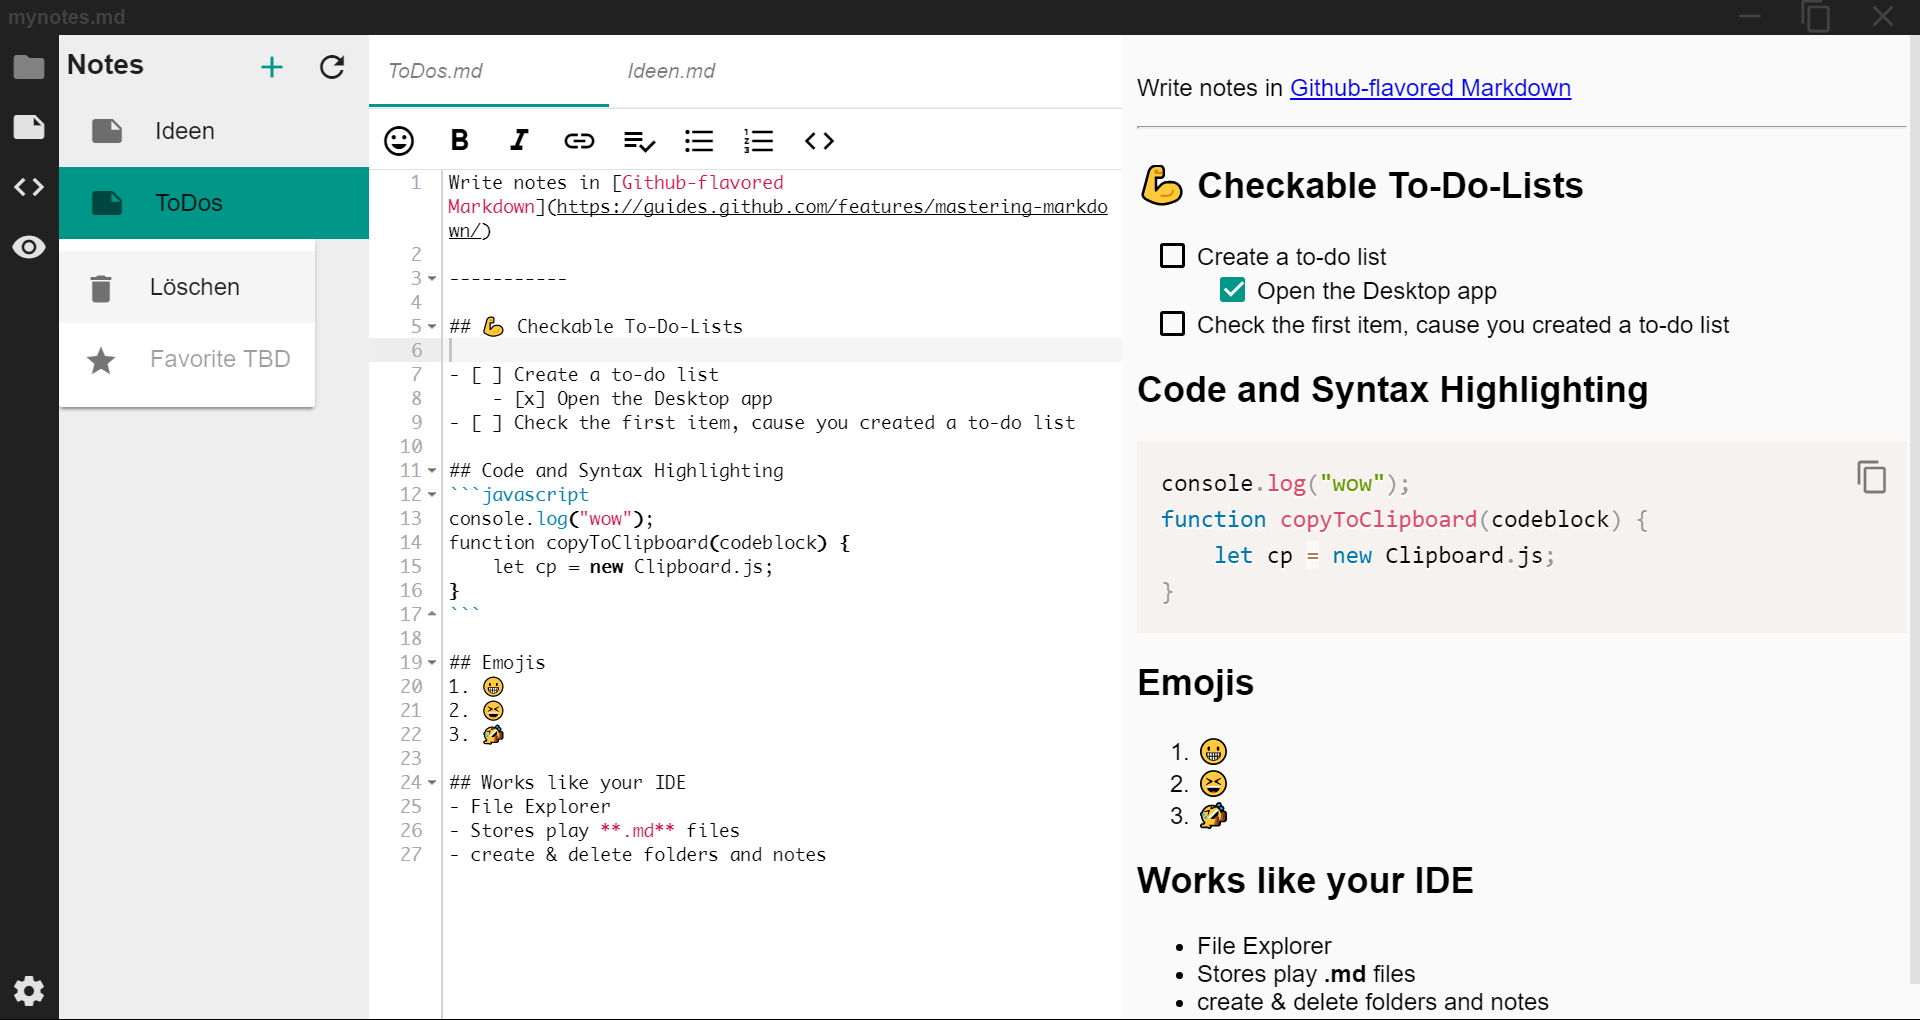 mynotes.md
Notes
Ideen
ToDos
Löschen
Favorite TBD
ToDos.md
Ideen.md
1 Write notes in [Github-flavored
Markdown](https://guides.github.com/features/mastering-markdo
wn/)
2
3 -----------
4
5 ## 💪 Checkable To-Do-Lists
6
7 - [ ] Create a to-do list
8     - [x] Open the Desktop app
9 - [ ] Check the first item, cause you created a to-do list
10
11 ## Code and Syntax Highlighting
12 ```javascript
13 console.log("wow");
14 function copyToClipboard(codeblock) {
15     let cp = new Clipboard.js;
16 }
17 ```
18
19 ## Emojis
20 1. 😀
21 2. 😆
22 3. 🤣
23
24 ## Works like your IDE
25 - File Explorer
26 - Stores play **.md** files
27 - create & delete folders and notes
Write notes in Github-flavored Markdown
💪 Checkable To-Do-Lists
Create a to-do list
Open the Desktop app
Check the first item, cause you created a to-do list
Code and Syntax Highlighting
console.log("wow");
function copyToClipboard(codeblock) {
    let cp = new Clipboard.js;
}
Emojis
1. 😀
2. 😆
3. 🤣
Works like your IDE
• File Explorer
• Stores play .md files
• create & delete folders and notes